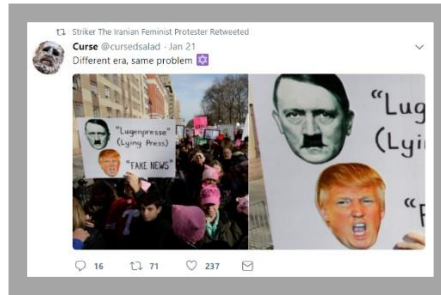 Striker The Iranian Feminist Protester Retweeted
Curse @cursedsalad · Jan 21
Different era, same problem ✡
"Lugenpresse"
(Lying Press)
"FAKE NEWS"
"Lug
(Lyi
"F
16 71 237